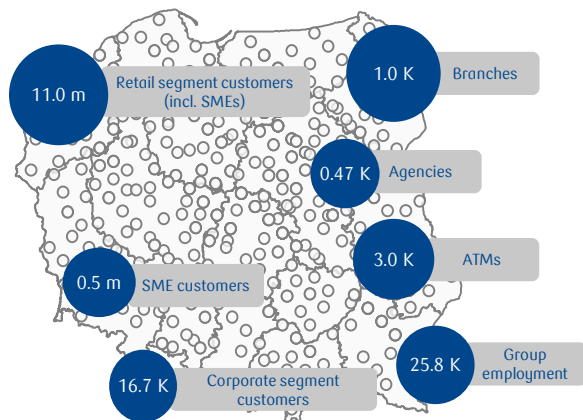 11.0 m
Retail segment customers
(incl. SMEs)
1.0 K
Branches
0.47 K
Agencies
3.0 K
ATMs
0.5 m
SME customers
25.8 K
Group
employment
16.7 K
Corporate segment
customers